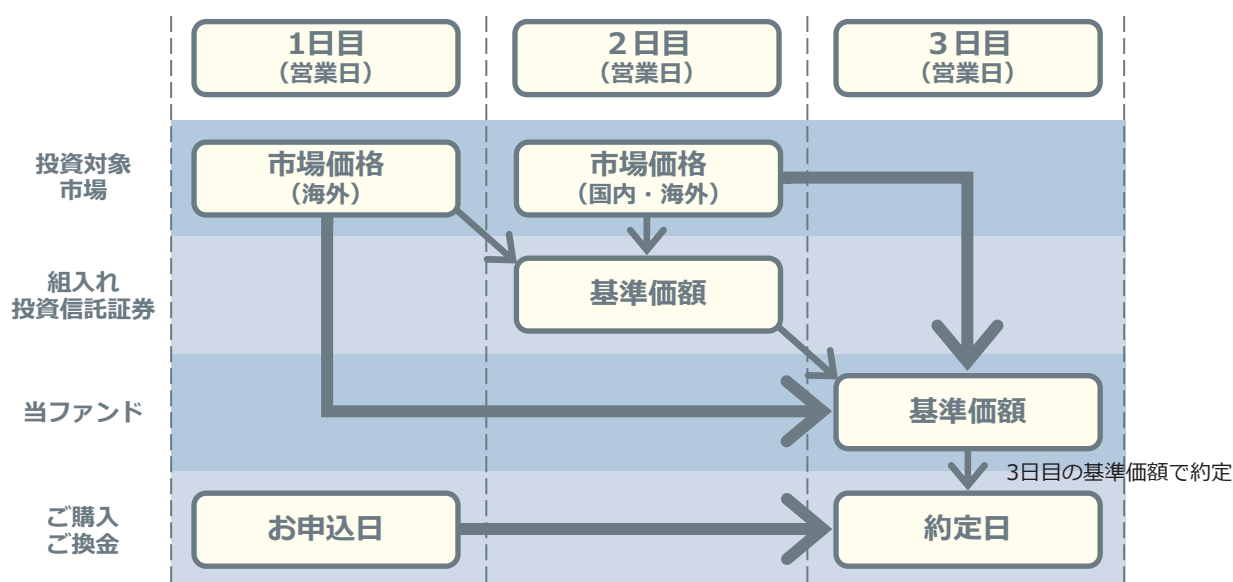 1日目
(営業日)
2日目
(営業日)
3日目
(営業日)
投資対象
市場
市場価格
(海外)
市場価格
(国内・海外)
組入れ
投資信託証券
基準価額
当ファンド
基準価額
3日目の基準価額で約定
ご購入
ご換金
お申込日
約定日